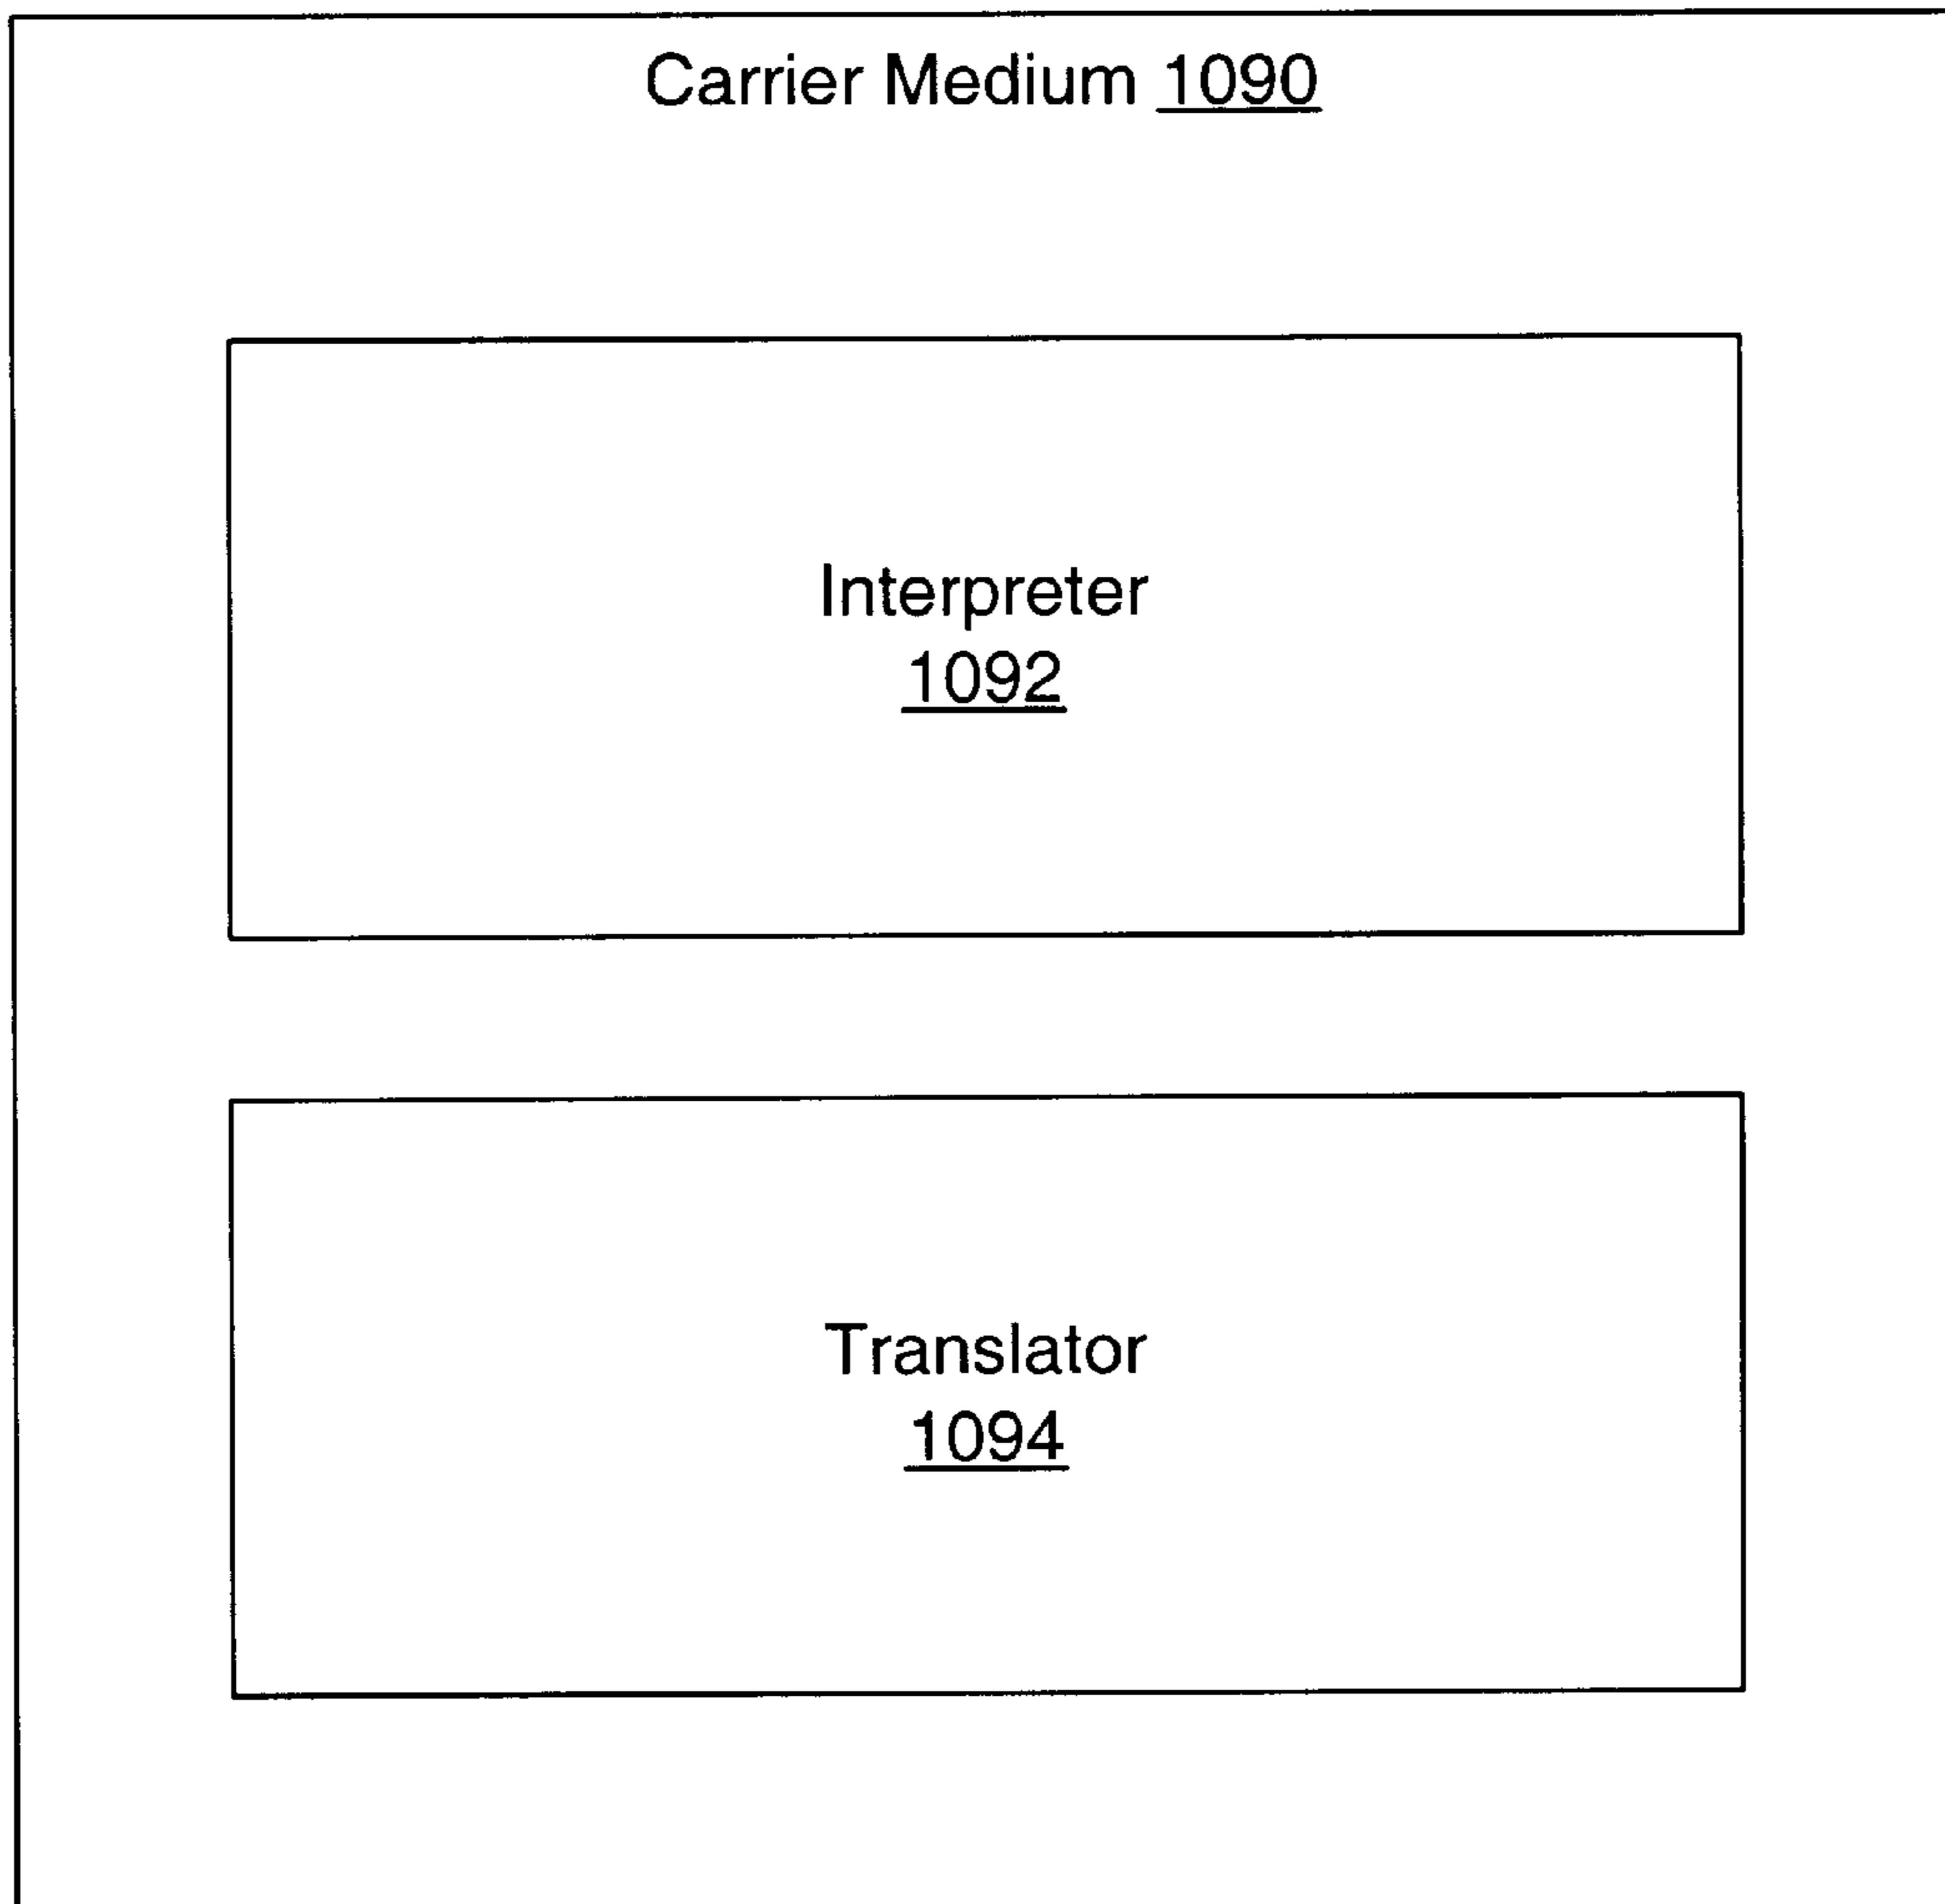 Carrier Medium 1090
Interpreter
1092
Translator
1094